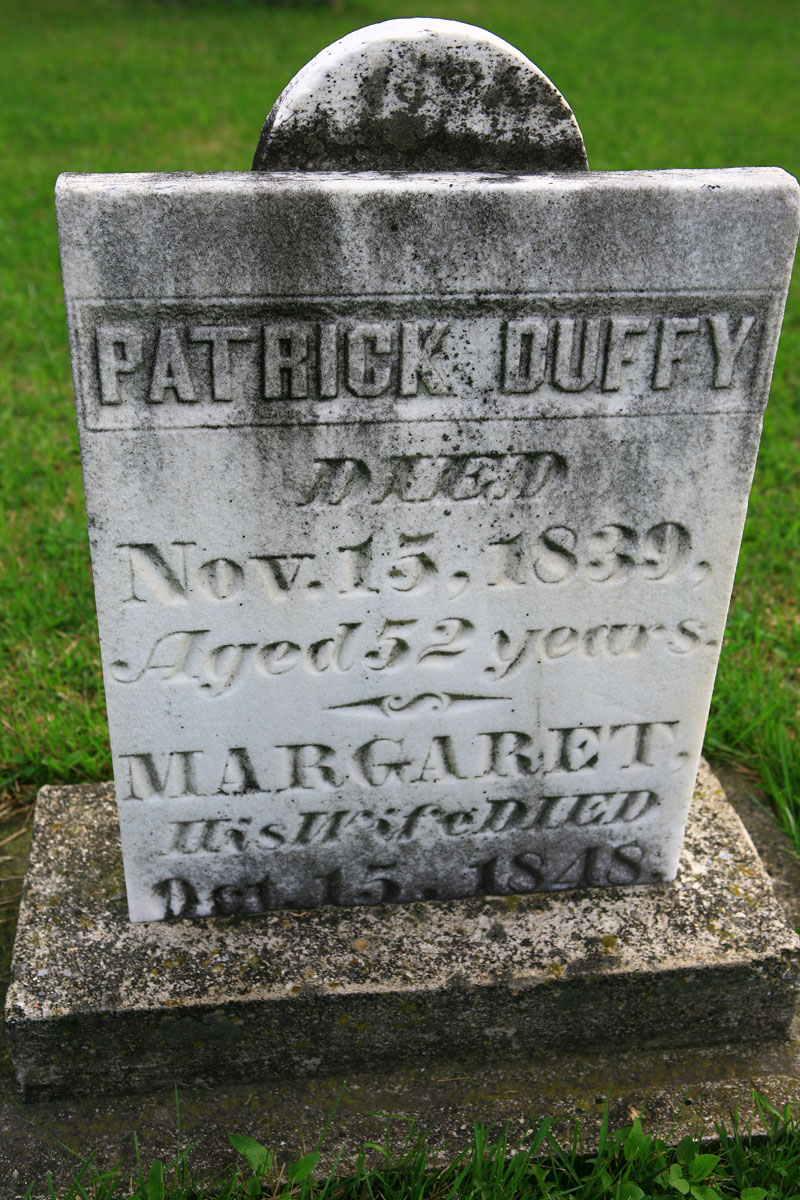 PATRICK DUFFY
DIED
Nov. 15, 1839,
Aged 52 years.
MARGARET.
His Wife DIED
Oct. 15, 1848.